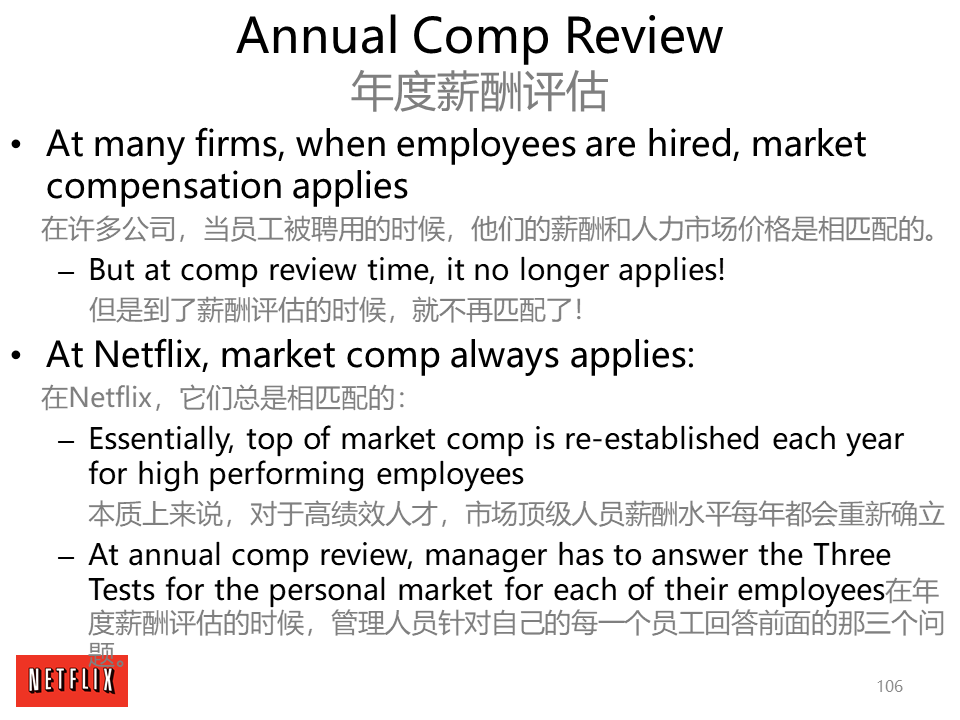 Annual Comp Review
年度薪酬评估
• At many firms, when employees are hired, market
compensation applies
在许多公司，当员工被聘用的时候，他们的薪酬和人力市场价格是相匹配的。
– But at comp review time, it no longer applies!
但是到了薪酬评估的时候，就不再匹配了！
• At Netflix, market comp always applies:
在Netflix，它们总是相匹配的：
– Essentially, top of market comp is re-established each year
for high performing employees
本质上来说，对于高绩效人才，市场顶级人员薪酬水平每年都会重新确立
– At annual comp review, manager has to answer the Three
Tests for the personal market for each of their employees在年
度薪酬评估的时候，管理人员针对自己的每一个员工回答前面的那三个问
题。
NETFLIX
106